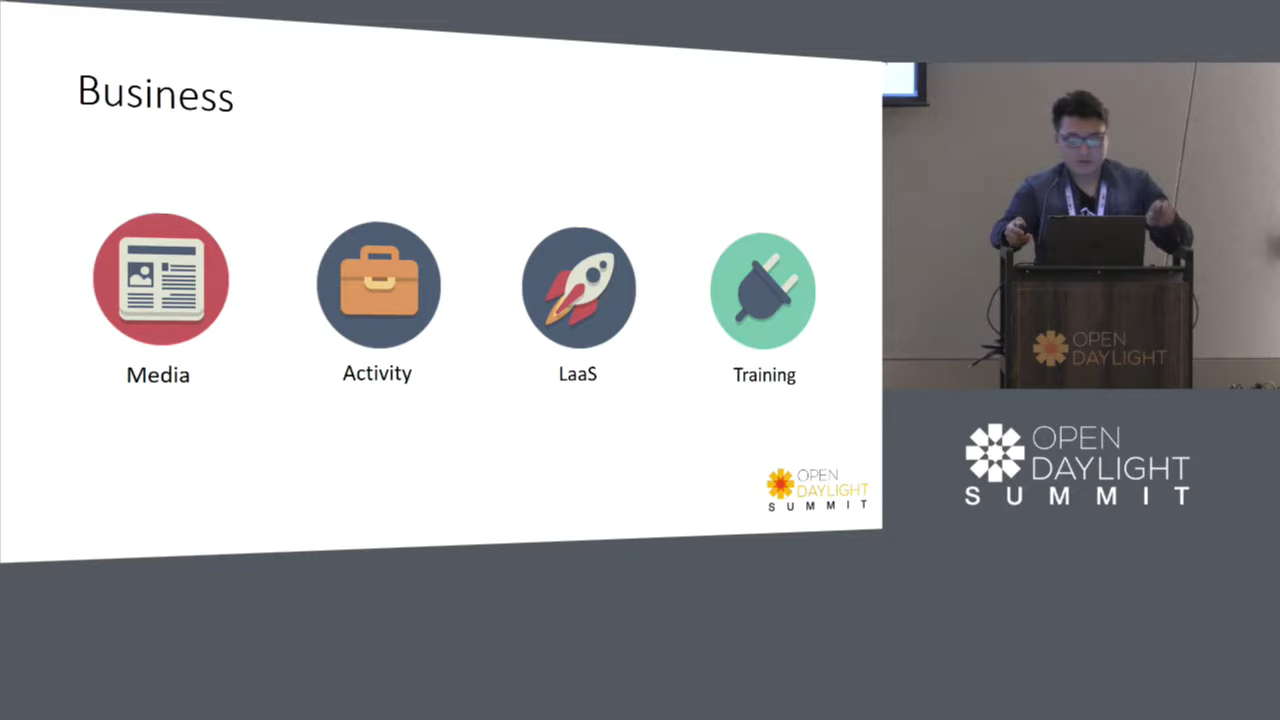 Business
Media
Activity
LaaS
Training
OPEN
DAYLIGHT
SUMMIT
OPEN
DAYLIGHT
OPEN
DAYLIGHT
SUMMIT